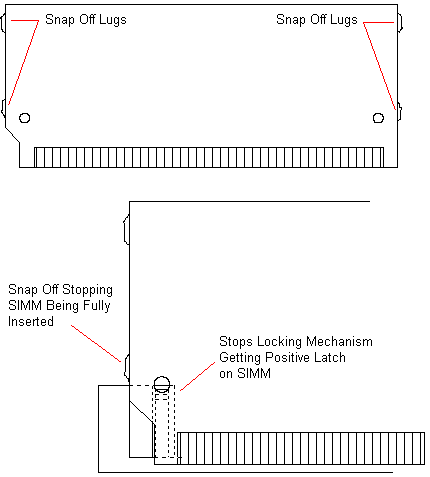 Snap Off Lugs
Snap Off Lugs
Snap Off Stopping
SIMM Being Fully
Inserted
Stops Locking Mechanism
Getting Positive Latch
on SIMM